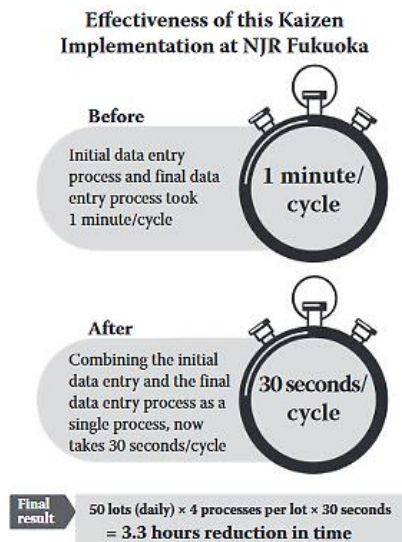 Effectiveness of this Kaizen
Implementation at NJR Fukuoka
Before
Initial data entry
process and final data
entry process took
1 minute/cycle
1 minute/
cycle
After
Combining the initial
data entry and the final
data entry process as a
single process, now
takes 30 seconds/cycle
30 seconds/
cycle
Final
result
50 lots (daily) × 4 processes per lot × 30 seconds
= 3.3 hours reduction in time